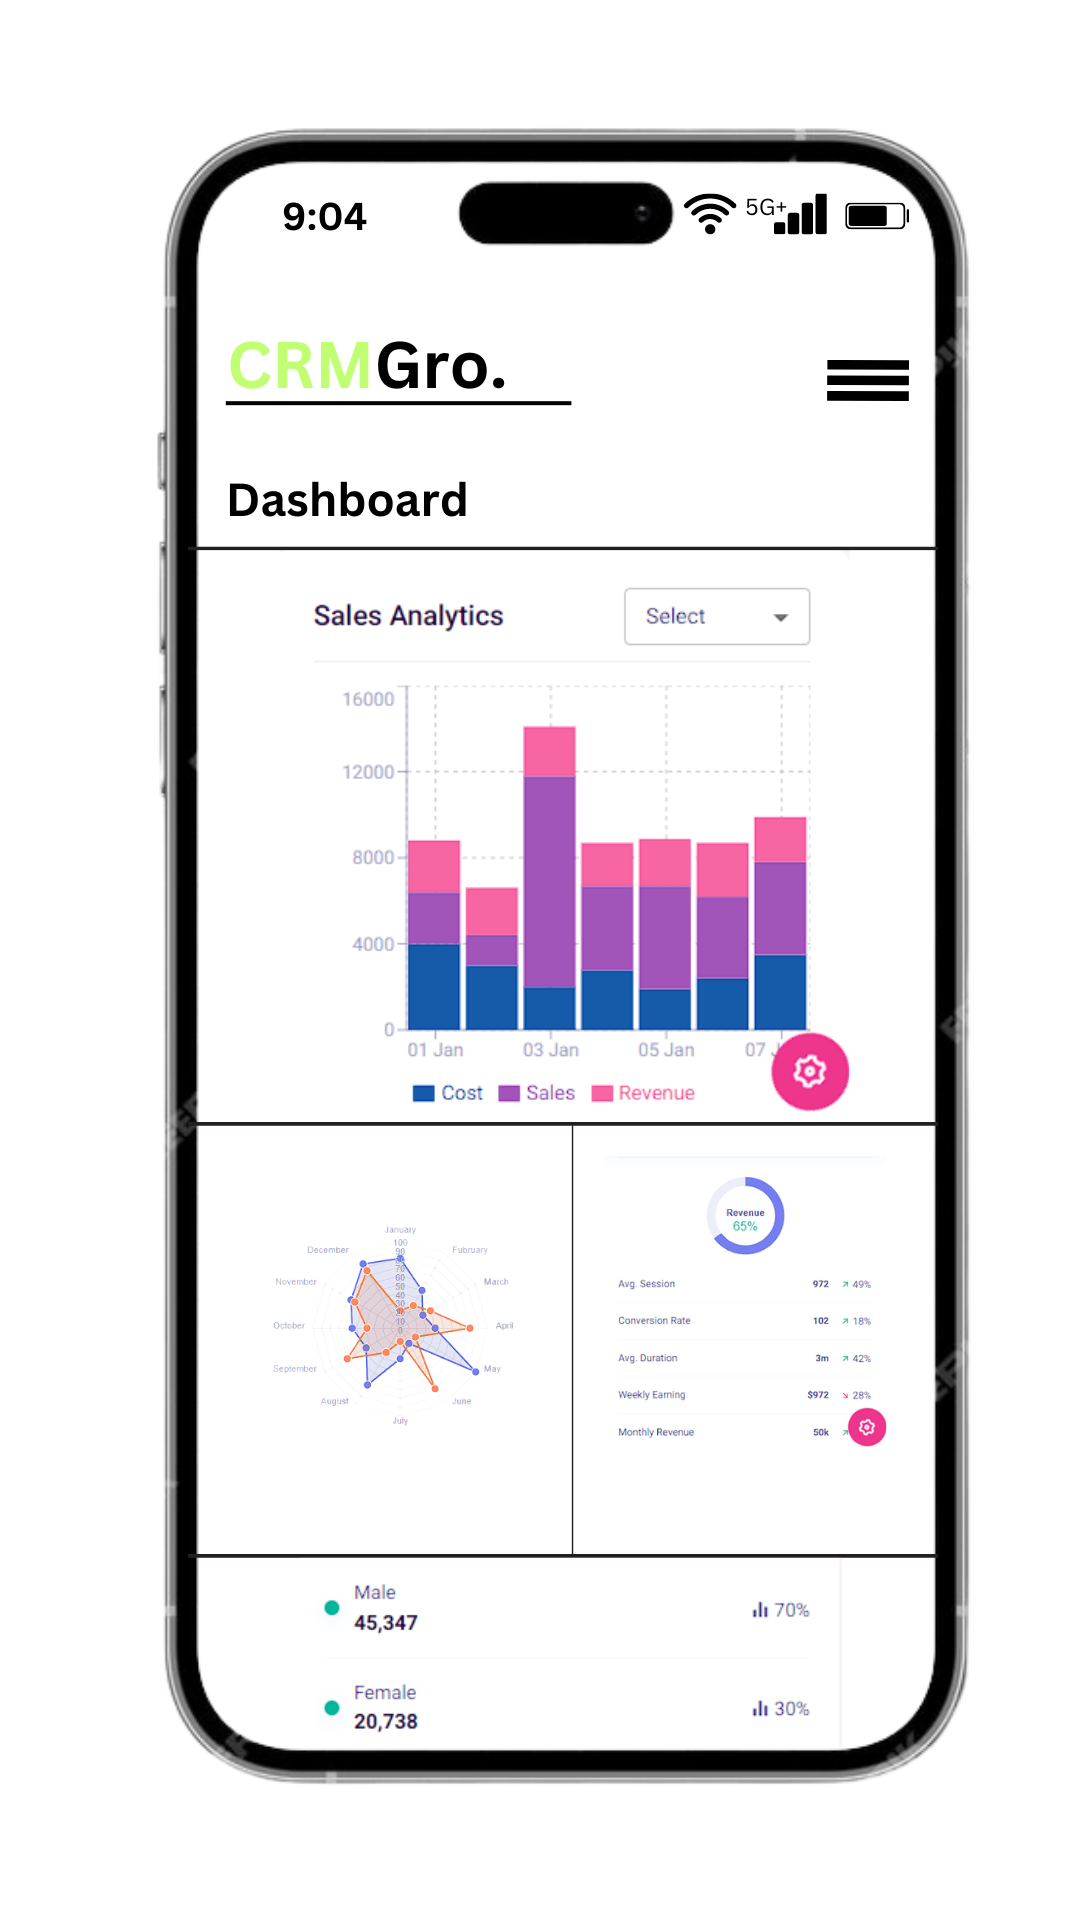 9:04
5G+
CRMGro.
Dashboard
Sales Analytics
Select
16000
12000
8000
4000
0
01 Jan
03 Jan
05 Jan
07 J
Cost
Sales
Revenue
January
Fubruary
March
April
May
June
July
August
September
October
November
December
100
90
70
60
50
40
30
10
0
Revenue
65%
Avg. Session 972 49%
Conversion Rate 102 18%
Avg. Duration 3m 42%
Weekly Earning $972 28%
Monthly Revenue 50k
Male
45,347
70%
Female
20,738
30%